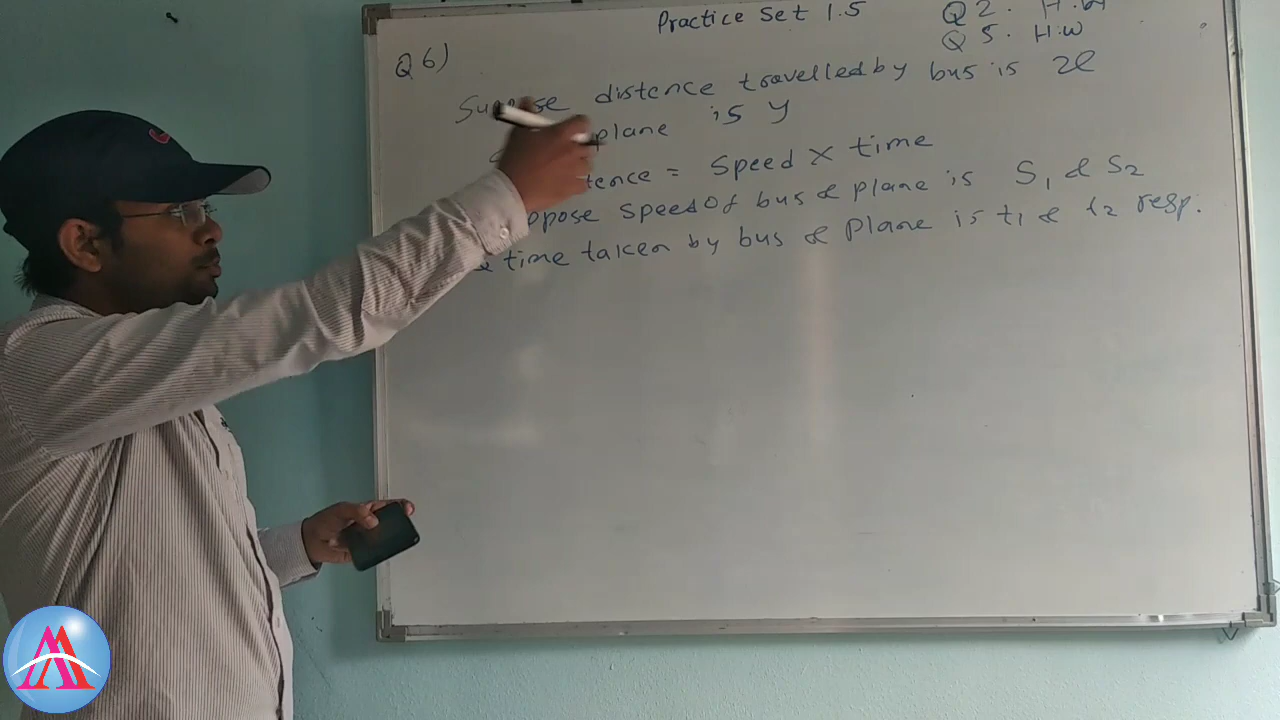 Practice Set 1.5
Q 2. H.W
Q 5. H.W
Q 6)
distence travelled by bus is x
plane is y
= Speed × time
Speed of bus & plane is S1 & S2
& time taken by bus & plane is t1 & t2 resp.